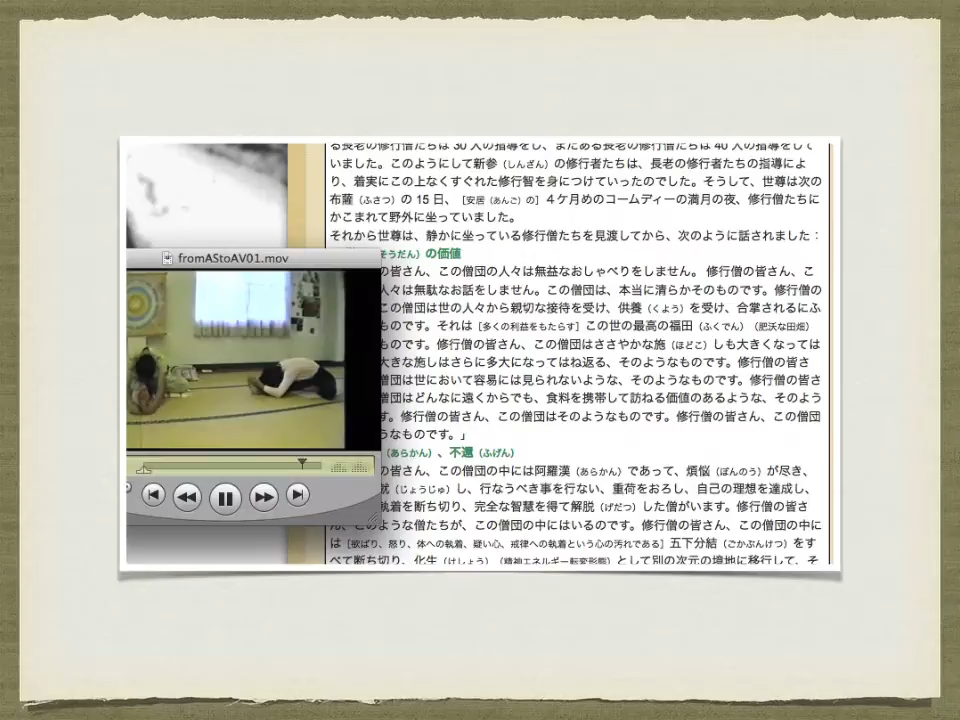 る長老の修行僧たちは 30 人の指導をし、またある長老の修行僧たちは 40 人の指導をして
いました。このようにして新参（しんざん）の修行者たちは、長老の修行者たちの指導によ
り、着実にこの上なくすぐれた修行智を身につけていったのでした。そうして、世尊は次の
布薩（ふさつ）の 15 日、［安居（あんご）の］４ケ月めのコームディーの満月の夜、修行僧たちに
かこまれて野外に坐っていました。
それから世尊は、静かに坐っている修行僧たちを見渡してから、次のように話されました：
fromAStoAV01.mov
そうだん）の価値
の皆さん、この僧団の人々は無益なおしゃべりをしません。 修行僧の皆さん、こ
人々は無駄なお話をしません。この僧団は、本当に清らかそのものです。修行僧の
この僧団は世の人々から親切な接待を受け、供養（くよう）を受け、合掌されるにふ
ものです。それは［多くの利益をもたらす］この世の最高の福田（ふくでん）（肥沃な田畑）
ものです。修行僧の皆さん、この僧団はささやかな施（ほどこ）しも大きくなっては
大きな施しはさらに多大になってはね返る、そのようなものです。修行僧の皆さ
僧団は世において容易には見られないような、そのようなものです。修行僧の皆さ
僧団はどんなに遠くからでも、食料を携帯して訪ねる価値のあるような、そのよう
す。修行僧の皆さん、この僧団はそのようなものです。修行僧の皆さん、この僧団
うなものです。」
（あらかん）、不還（ふげん）
の皆さん、この僧団の中には阿羅漢（あらかん）であって、煩悩（ぼんのう）が尽き、
就（じょうじゅ）し、行なうべき事を行ない、重荷をおろし、自己の理想を達成し、
執着を断ち切り、完全な智慧を得て解脱（げだつ）した僧がいます。修行僧の皆さ
ん、このような僧たちが、この僧団の中にはいるのです。修行僧の皆さん、この僧団の中に
は［欲ばり、怒り、体への執着、疑い心、戒律への執着という心の汚れである］五下分結（ごかぶんけつ）をす
べて断ち切り、化生（けしょう）（精神エネルギー転変形態）として別の次元の境地に移行して、そ